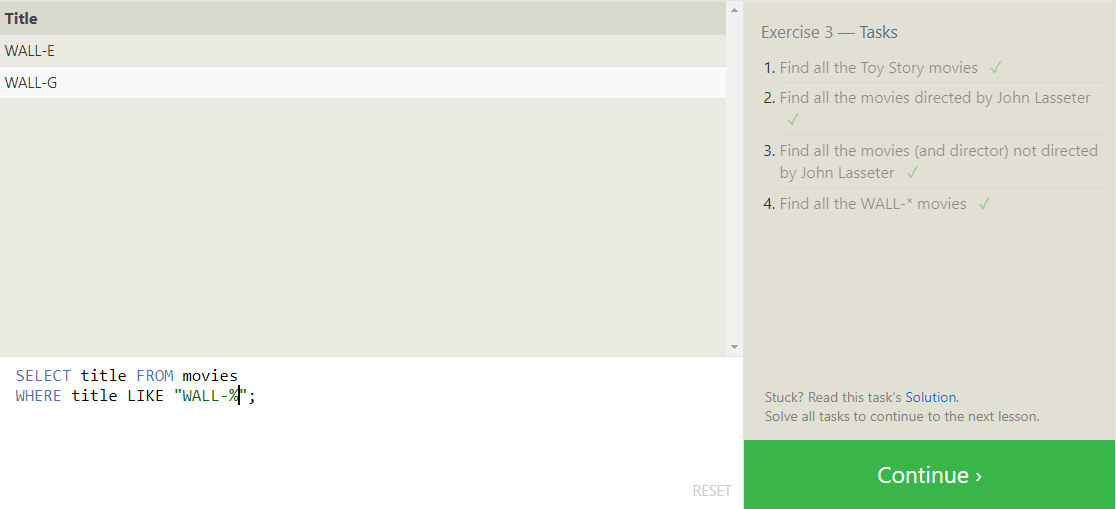 Title
WALL-E
WALL-G
SELECT title FROM movies
WHERE title LIKE "WALL-%";
RESET
Exercise 3 — Tasks
1. Find all the Toy Story movies ✓
2. Find all the movies directed by John Lasseter
✓
3. Find all the movies (and director) not directed
by John Lasseter ✓
4. Find all the WALL-* movies ✓
Stuck? Read this task's Solution.
Solve all tasks to continue to the next lesson.
Continue ›